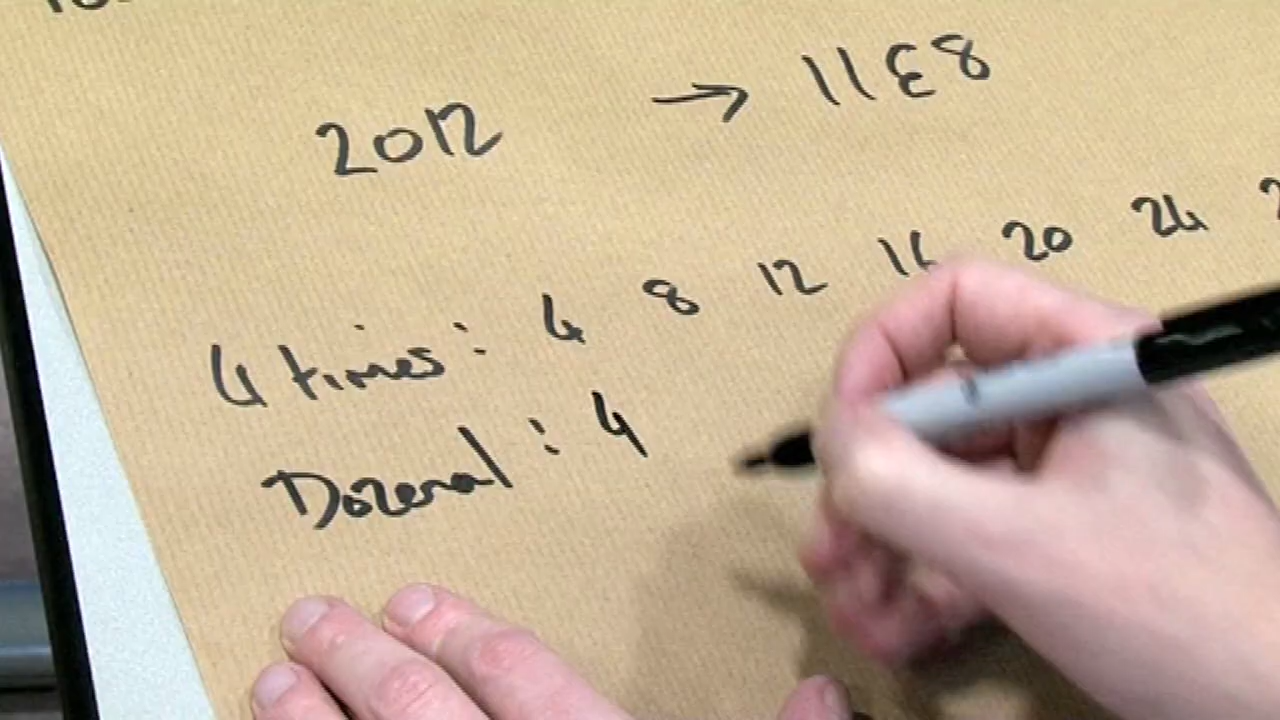 2012 → 11Ɛ8
4 times: 4 8 12 16 20 24
Dozenal: 4